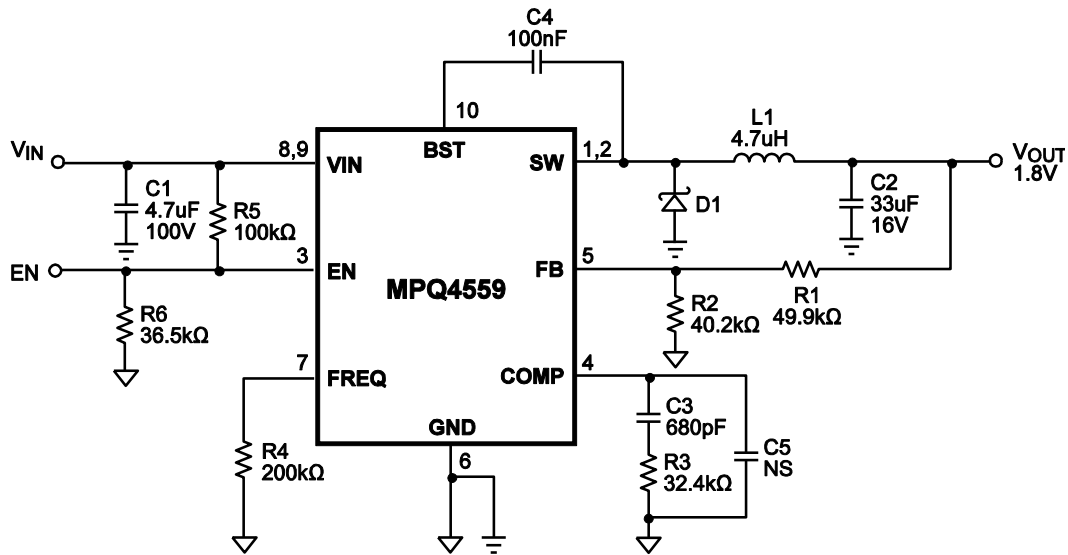 C4
100nF
10
L1
4.7uH
VIN
8,9
VIN
BST
SW
1,2
VOUT
1.8V
C1
4.7uF
100V
R5
100kΩ
D1
C2
33uF
16V
EN
3
EN
MPQ4559
FB
5
R6
36.5kΩ
R2
40.2kΩ
R1
49.9kΩ
7
FREQ
COMP
4
C3
680pF
GND
R4
200kΩ
6
R3
32.4kΩ
C5
NS